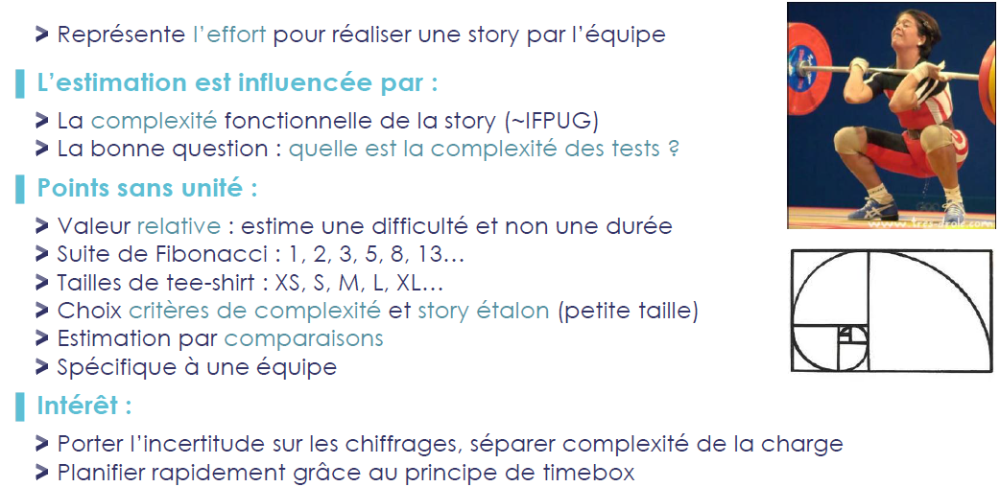 > Représente l’effort pour réaliser une story par l’équipe
L’estimation est influencée par :
> La complexité fonctionnelle de la story (~IFPUG)
> La bonne question : quelle est la complexité des tests ?
Points sans unité :
> Valeur relative : estime une difficulté et non une durée
> Suite de Fibonacci : 1, 2, 3, 5, 8, 13…
> Tailles de tee-shirt : XS, S, M, L, XL…
> Choix critères de complexité et story étalon (petite taille)
> Estimation par comparaisons
> Spécifique à une équipe
Intérêt :
> Porter l’incertitude sur les chiffrages, séparer complexité de la charge
> Planifier rapidement grâce au principe de timebox